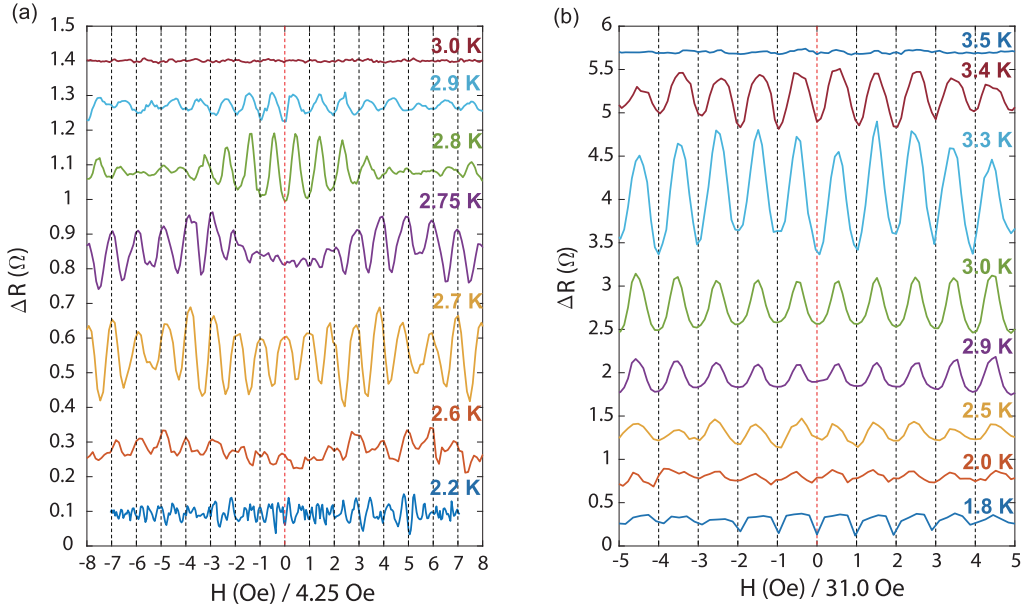 (a)
1.5
1.4
1.3
1.2
1.1
1
0.9
0.8
0.7
0.6
0.5
0.4
0.3
0.2
0.1
0
ΔR (Ω)
3.0 K
2.9 K
2.8 K
2.75 K
2.7 K
2.6 K
2.2 K
-8 -7 -6 -5 -4 -3 -2 -1 0 1 2 3 4 5 6 7 8
H (Oe) / 4.25 Oe
(b)
6
5.5
5
4.5
4
3.5
3
2.5
2
1.5
1
0.5
0
ΔR (Ω)
3.5 K
3.4 K
3.3 K
3.0 K
2.9 K
2.5 K
2.0 K
1.8 K
-5 -4 -3 -2 -1 0 1 2 3 4 5
H (Oe) / 31.0 Oe